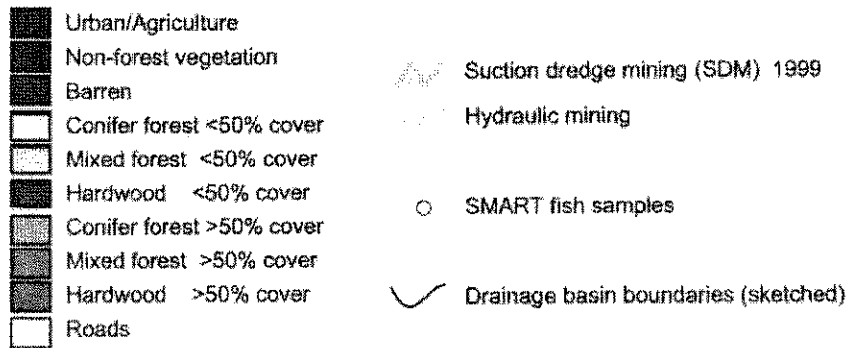 Urban/Agriculture
Non-forest vegetation
Barren
Conifer forest <50% cover
Mixed forest <50% cover
Hardwood <50% cover
Conifer forest >50% cover
Mixed forest >50% cover
Hardwood >50% cover
Roads
Suction dredge mining (SDM) 1999
Hydraulic mining
SMART fish samples
Drainage basin boundaries (sketched)